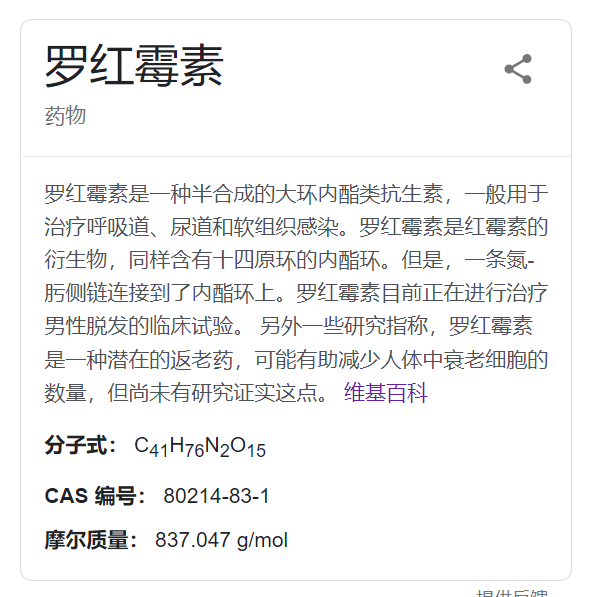 罗红霉素
药物
罗红霉素是一种半合成的大环内酯类抗生素，一般用于
治疗呼吸道、尿道和软组织感染。罗红霉素是红霉素的
衍生物，同样含有十四原环的内酯环。但是，一条氮-
肟侧链连接到了内酯环上。罗红霉素目前正在进行治疗
男性脱发的临床试验。 另外一些研究指称，罗红霉素
是一种潜在的返老药，可能有助减少人体中衰老细胞的
数量，但尚未有研究证实这点。 维基百科
分子式： C₄₁H₇₆N₂O₁₅
CAS 编号： 80214-83-1
摩尔质量： 837.047 g/mol
提供反馈